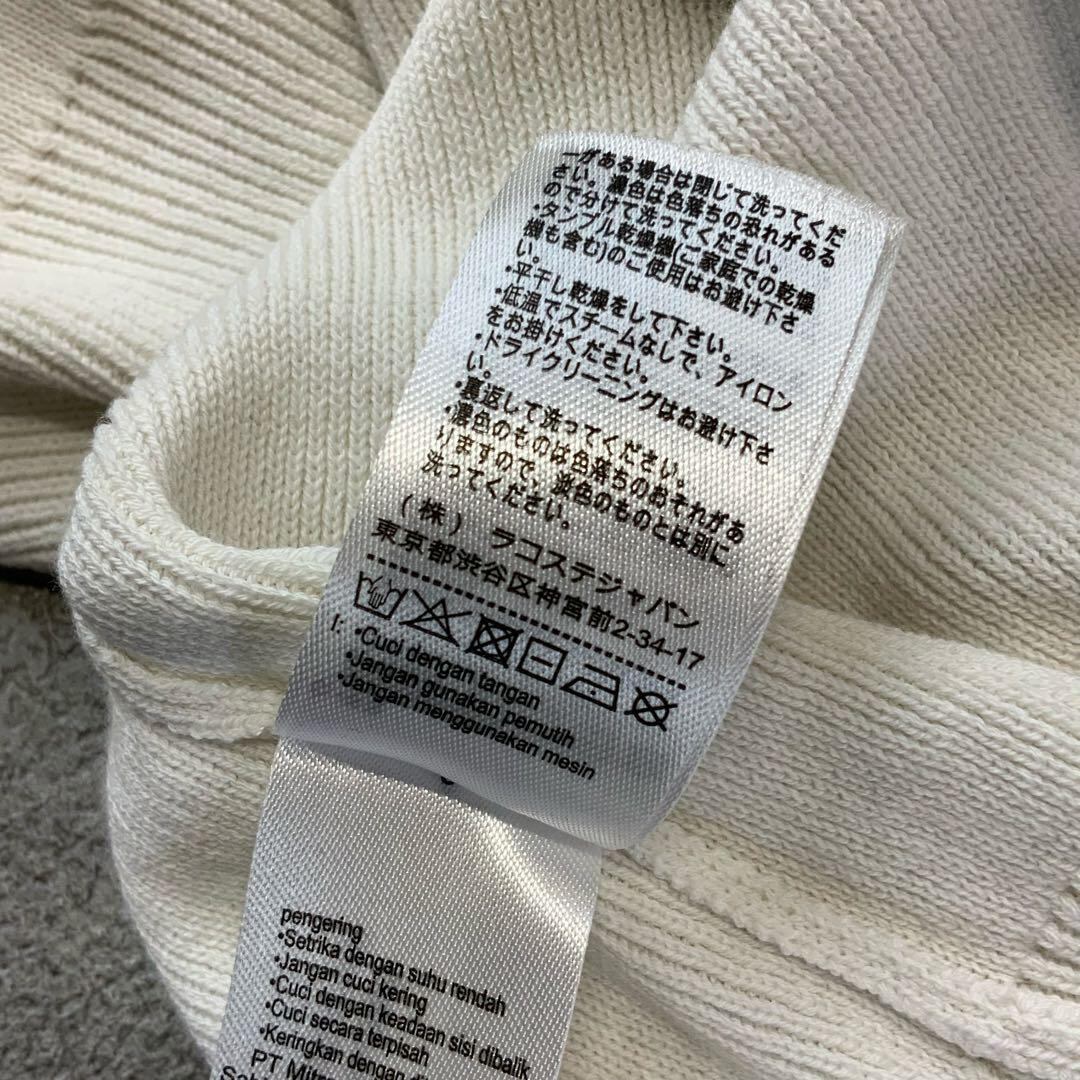 ーがある場合は閉じて洗ってくだ
さい。濃色は色落ちの恐れがある
ので分けて洗ってください。
・タンブル乾燥機(ご家庭での乾燥
機も含む)のご使用はお避け下さ
い。
・平干し乾燥をして下さい。
・低温でスチームなしで、アイロン
をお掛けください。
・ドライクリーニングはお避け下さ
い。
・裏返して洗ってください。
・濃色のものは色落ちのおそれがあ
りますので、淡色のものとは別に
洗ってください。
(株) ラコステジャパン
東京都渋谷区神宮前2-34-17
I: •Cuci dengan tangan
•Jangan gunakan pemutih
•Jangan menggunakan mesin
pengering
•Setrika dengan suhu rendah
•Jangan cuci kering
•Cuci dengan keadaan sisi dibalik
•Cuci secara terpisah
•Keringkan dengan
PT